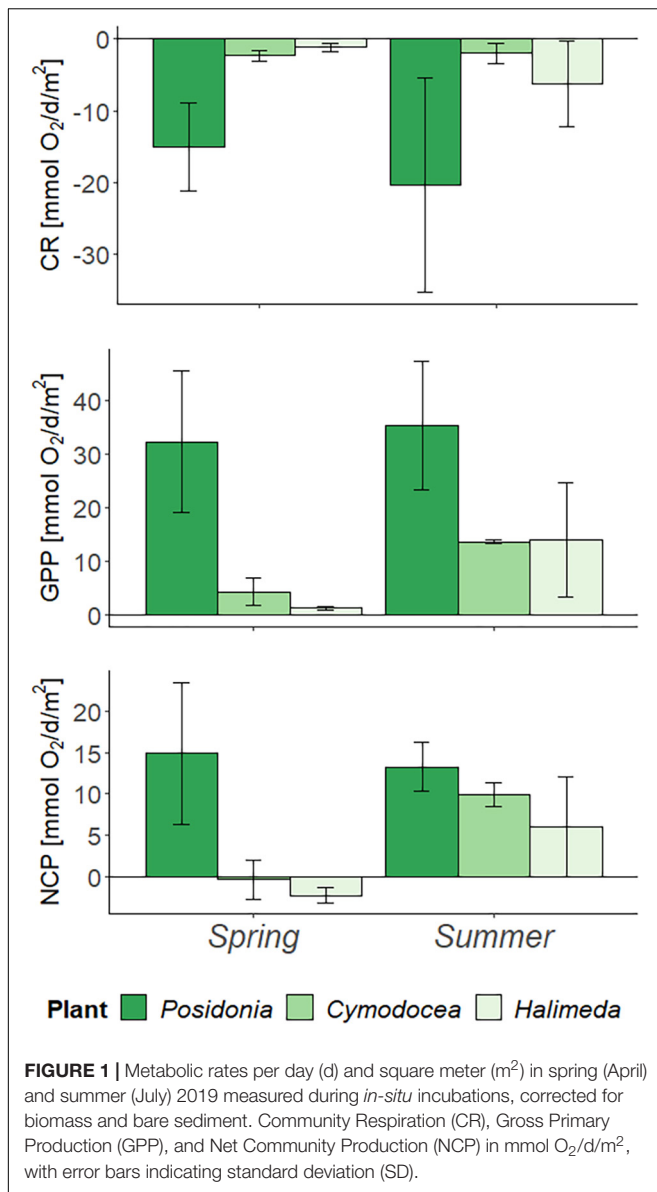 0
-10
-20
-30
CR [mmol O₂/d/m²]
40
30
20
10
0
GPP [mmol O₂/d/m²]
20
15
10
5
0
NCP [mmol O₂/d/m²]
Spring Summer
Plant Posidonia Cymodocea Halimeda
FIGURE 1 | Metabolic rates per day (d) and square meter (m²) in spring (April)
and summer (July) 2019 measured during in-situ incubations, corrected for
biomass and bare sediment. Community Respiration (CR), Gross Primary
Production (GPP), and Net Community Production (NCP) in mmol O₂/d/m²,
with error bars indicating standard deviation (SD).